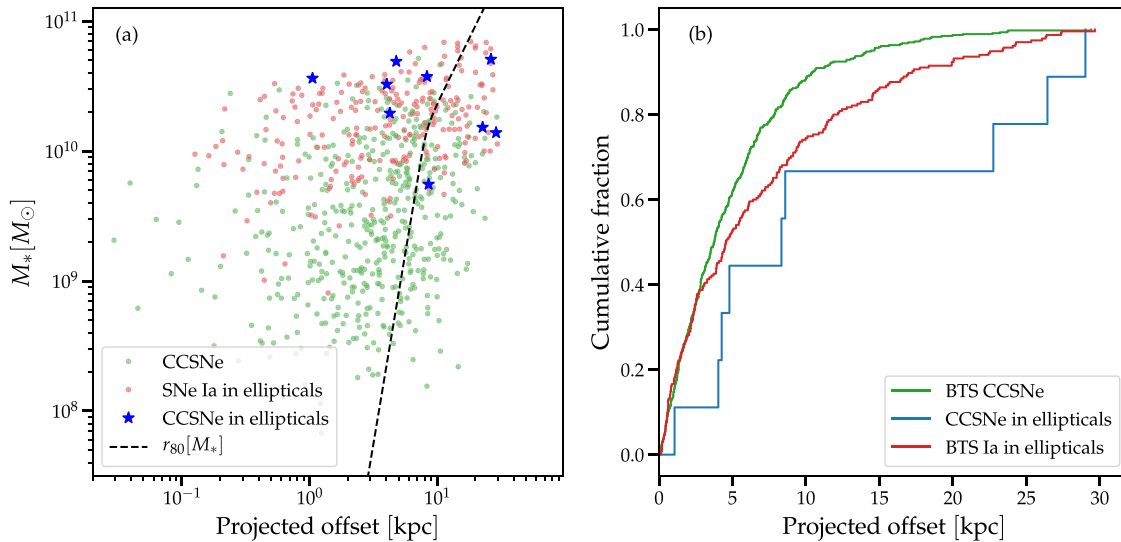 (a)
10^{11}
10^{10}
10^{9}
10^{8}
M_*[M_⊙]
CCSNe
SNe Ia in ellipticals
CCSNe in ellipticals
r_{80}[M_*]
10^{−1}
10^{0}
10^{1}
Projected offset [kpc]
(b)
1.0
0.8
0.6
0.4
0.2
0.0
Cumulative fraction
BTS CCSNe
CCSNe in ellipticals
BTS Ia in ellipticals
0
5
10
15
20
25
30
Projected offset [kpc]